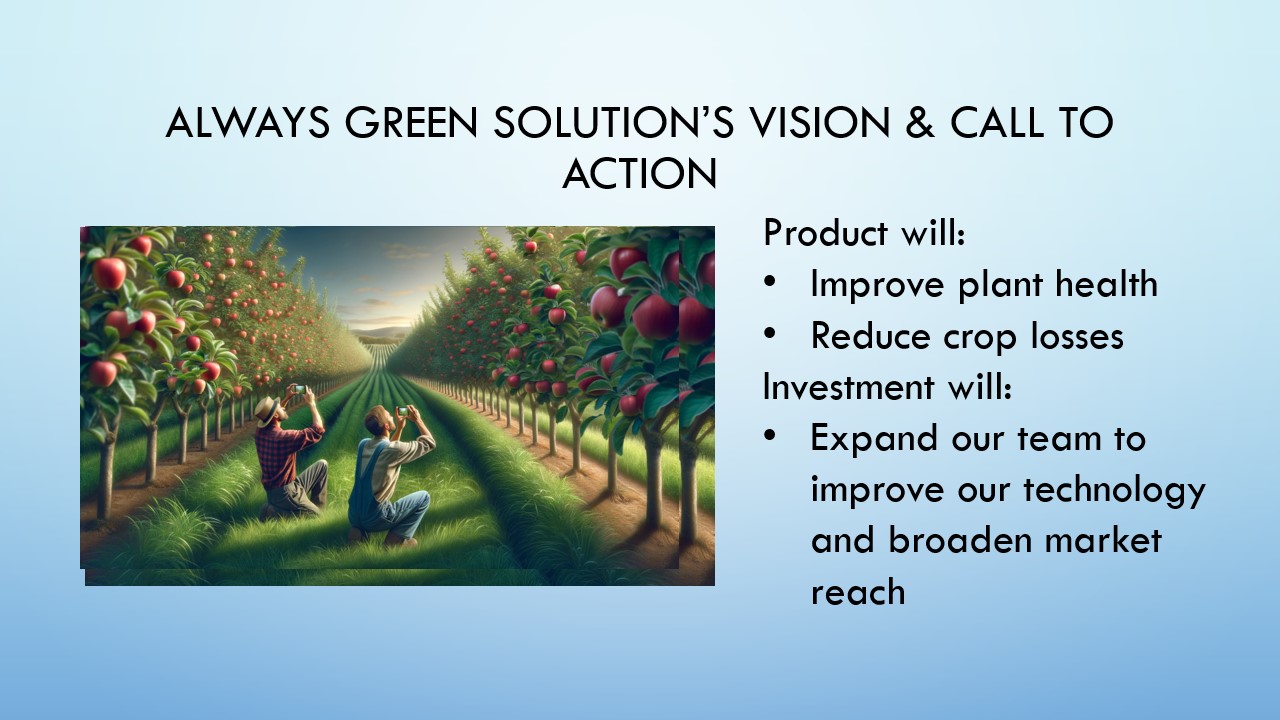 ALWAYS GREEN SOLUTION’S VISION & CALL TO
ACTION
Product will:
• Improve plant health
• Reduce crop losses
Investment will:
• Expand our team to
improve our technology
and broaden market
reach